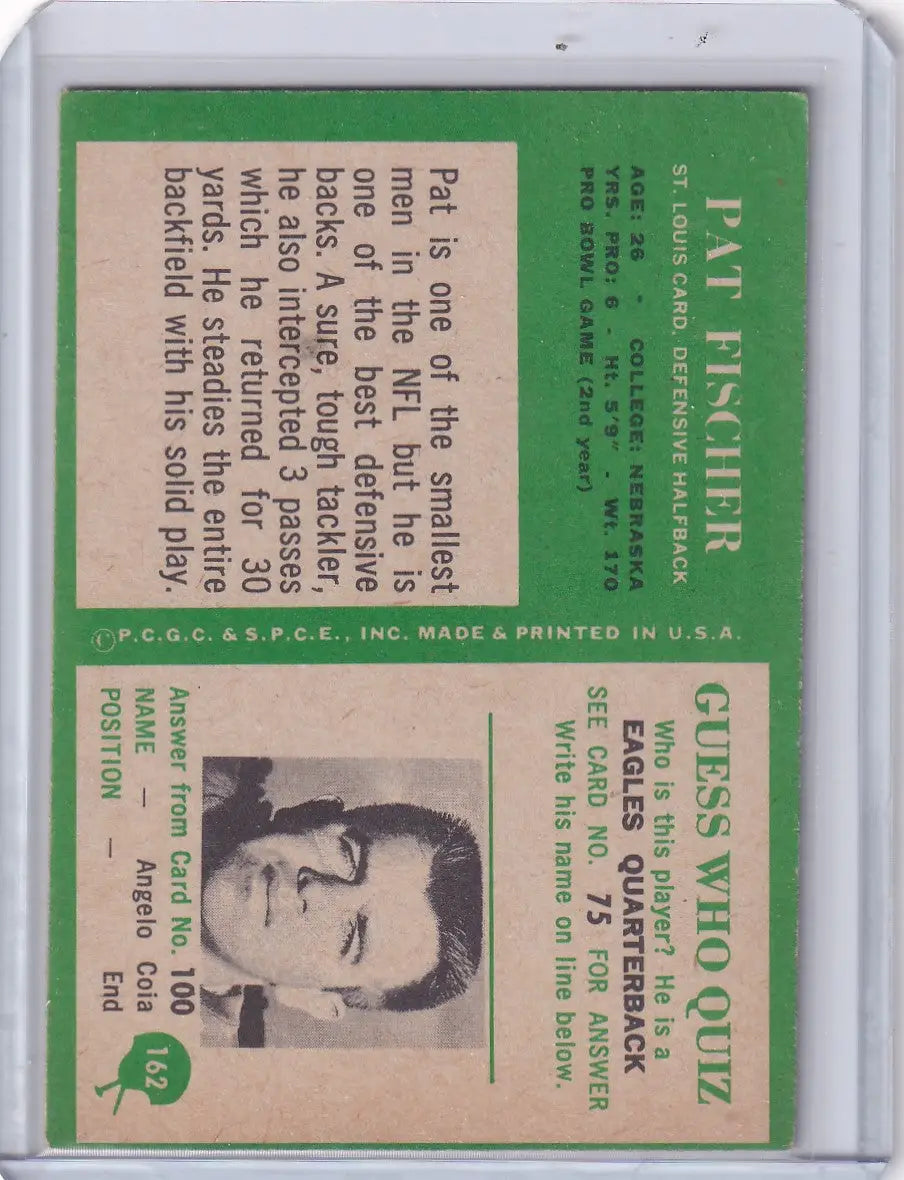 PAT FISCHER
ST. LOUIS CARD. DEFENSIVE HALFBACK
AGE: 26 - COLLEGE: NEBRASKA
YRS. PRO: 6 - Ht. 5'9" - Wt. 170
PRO BOWL GAME (2nd year)
Pat is one of the smallest
men in the NFL but he is
one of the best defensive
backs. A sure, tough tackler,
he also intercepted 3 passes
which he returned for 30
yards. He steadies the entire
backfield with his solid play.
©P.C.G.C. & S.P.C.E., INC. MADE & PRINTED IN U.S.A.
GUESS WHO QUIZ
Who is this player? He is a
EAGLES QUARTERBACK
SEE CARD NO. 75 FOR ANSWER
Write his name on line below.
Answer from Card No. 100
NAME — Angelo Coia
POSITION — End
162